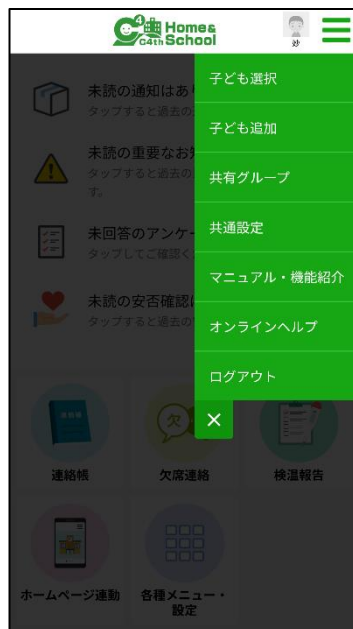 C4th Home&School
妙
子ども選択
子ども追加
共有グループ
共通設定
マニュアル・機能紹介
オンラインヘルプ
ログアウト
×
未読の通知はあ
タップすると過去の
未読の重要なお
タップすると過去の
す。
未回答のアンケー
タップしてご確認く
未読の安否確認
タップすると過去の
連絡帳
欠
連絡帳
欠席連絡
検温報告
ホームページ連動
各種メニュー・
設定